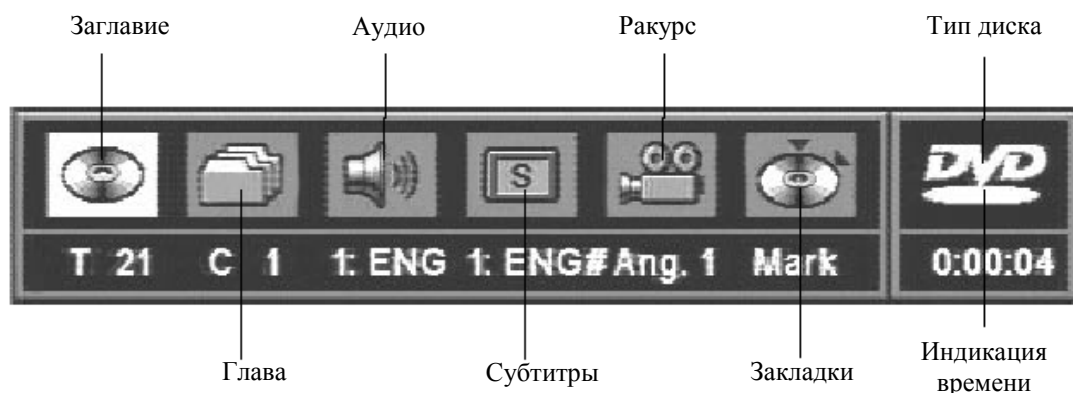 Заглавие Аудио Ракурс Тип диска
S DVD
T 21 C 1 1: ENG 1: ENG# Ang. 1 Mark 0:00:04
Глава Субтитры Закладки Индикация
времени